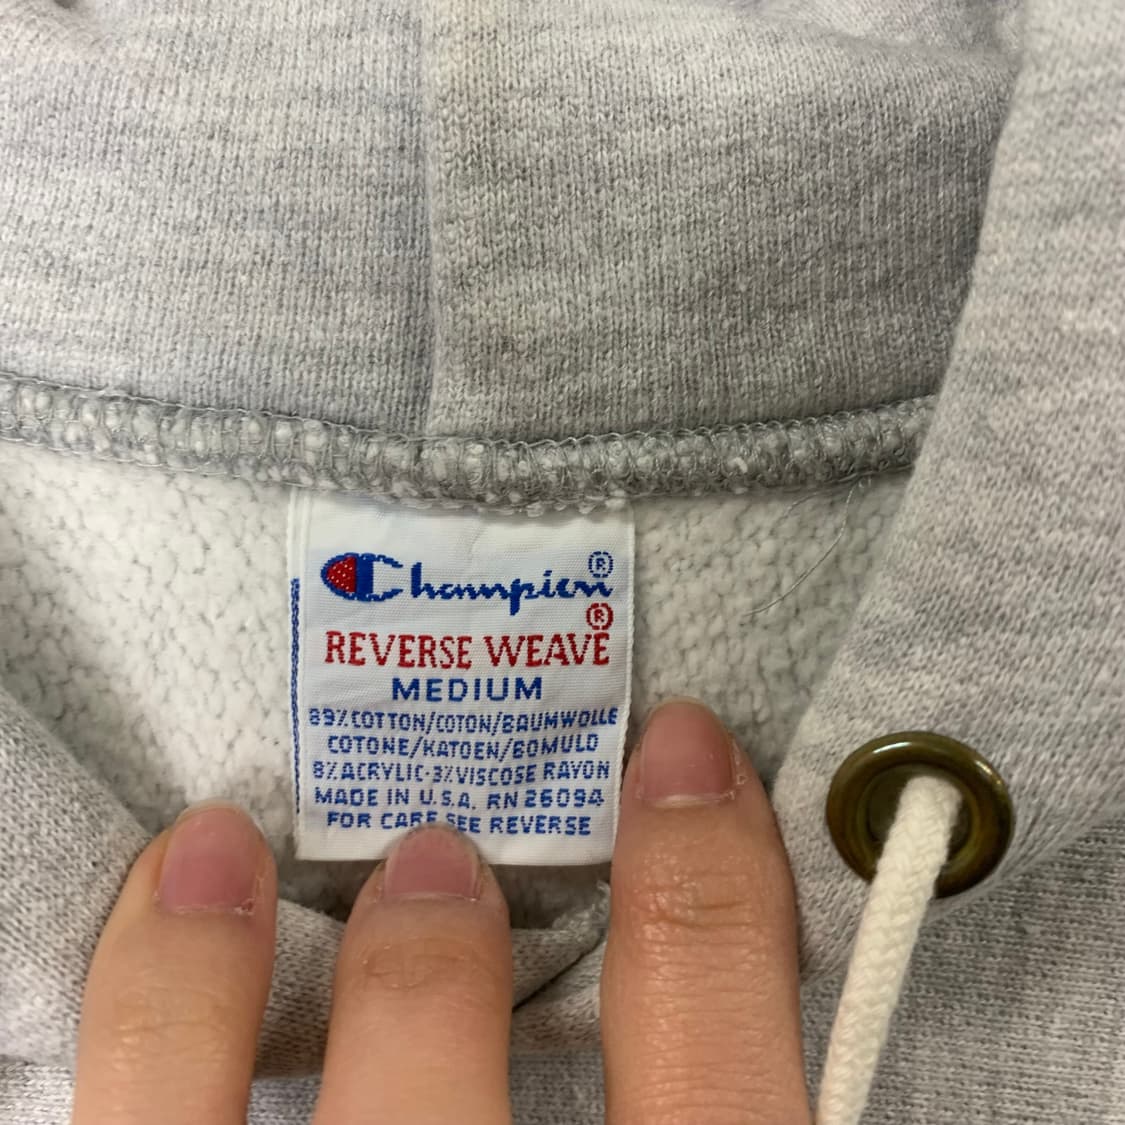 Champion®
®
REVERSE WEAVE
MEDIUM
89% COTTON/COTON/BAUMWOLLE
COTONE/KATOEN/BOMULD
8% ACRYLIC·3% VISCOSE RAYON
MADE IN U.S.A. RN 26094
FOR CARE SEE REVERSE